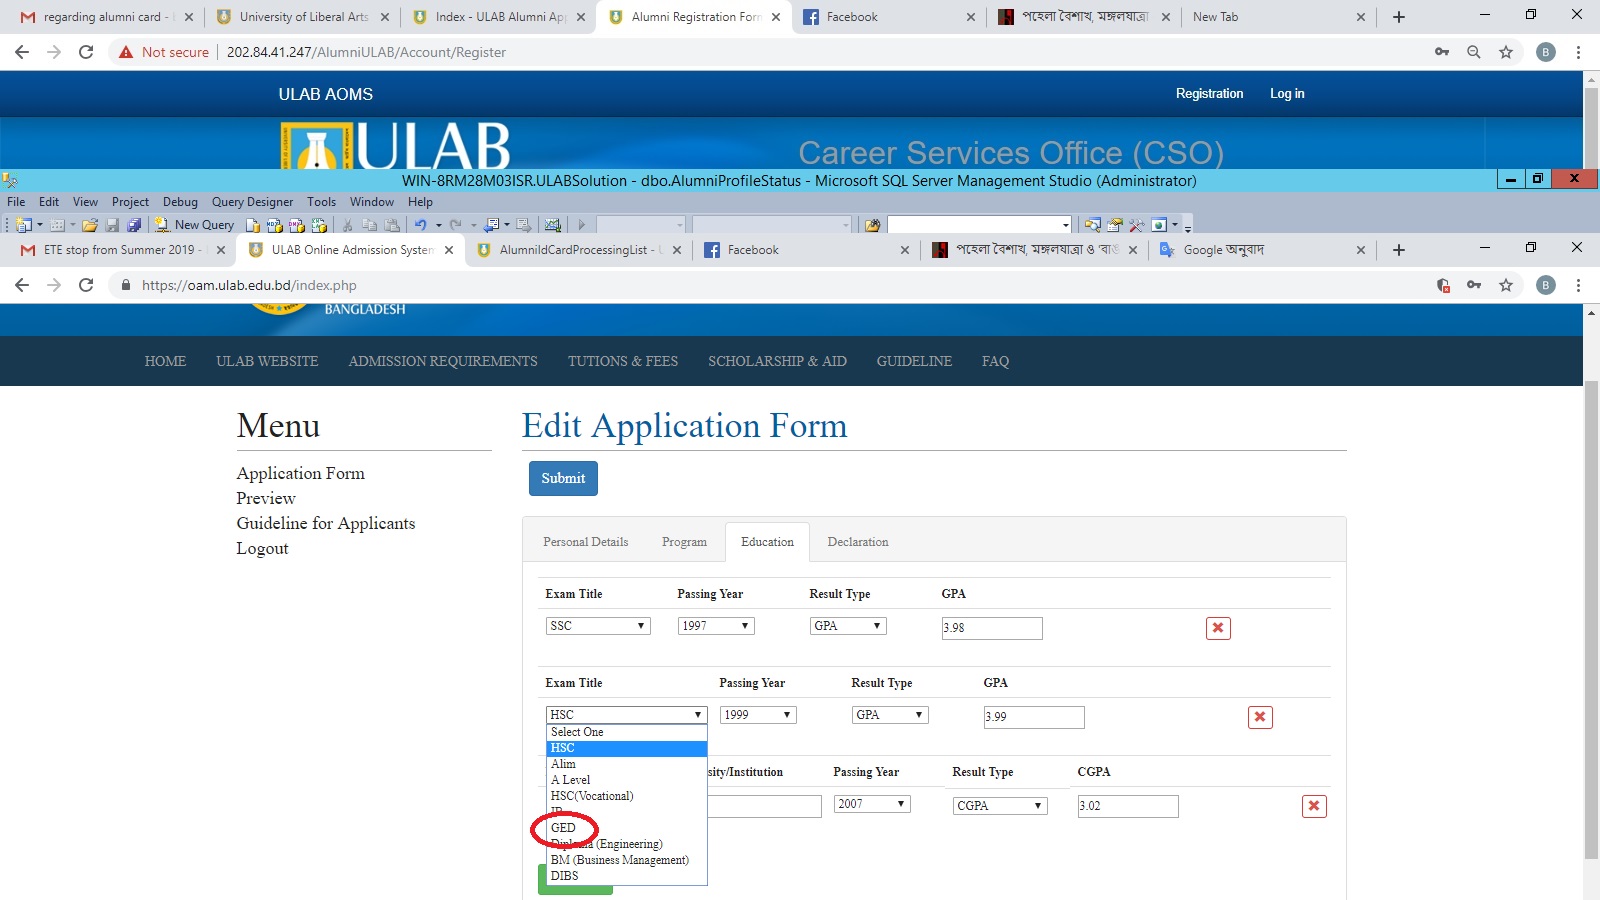 regarding alumni card -
University of Liberal Arts
Index - ULAB Alumni App
Alumni Registration Form
Facebook
পহেলা বৈশাখ, মঙ্গলযাত্রা
New Tab
Not secure
202.84.41.247/AlumniULAB/Account/Register
B
ULAB AOMS
Registration
Log in
ULAB
Career Services Office (CSO)
WIN-8RM28M03ISR.ULABSolution - dbo.AlumniProfileStatus - Microsoft SQL Server Management Studio (Administrator)
File Edit View Project Debug Query Designer Tools Window Help
New Query
ETE stop from Summer 2019 -
ULAB Online Admission System
AlumniIdCardProcessingList - U
Facebook
পহেলা বৈশাখ, মঙ্গলযাত্রা ও 'বাঙ
Google অনুবাদ
https://oam.ulab.edu.bd/index.php
B
BANGLADESH
HOME ULAB WEBSITE ADMISSION REQUIREMENTS TUTIONS & FEES SCHOLARSHIP & AID GUIDELINE FAQ
Menu
Application Form
Preview
Guideline for Applicants
Logout
Edit Application Form
Submit
Personal Details Program Education Declaration
Exam Title Passing Year Result Type GPA
SSC 1997 GPA 3.98
Exam Title Passing Year Result Type GPA
HSC 1999 GPA 3.99
Select One
HSC
Alim
A Level
HSC(Vocational)
IB
GED
Diploma (Engineering)
BM (Business Management)
DIBS
sity/Institution Passing Year Result Type CGPA
2007 CGPA 3.02